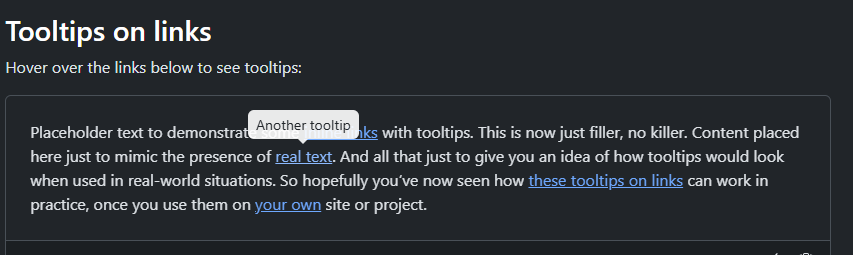 Tooltips on links
Hover over the links below to see tooltips:
Another tooltip
Placeholder text to demonstrate links with tooltips. This is now just filler, no killer. Content placed
here just to mimic the presence of real text. And all that just to give you an idea of how tooltips would look
when used in real-world situations. So hopefully you've now seen how these tooltips on links can work in
practice, once you use them on your own site or project.